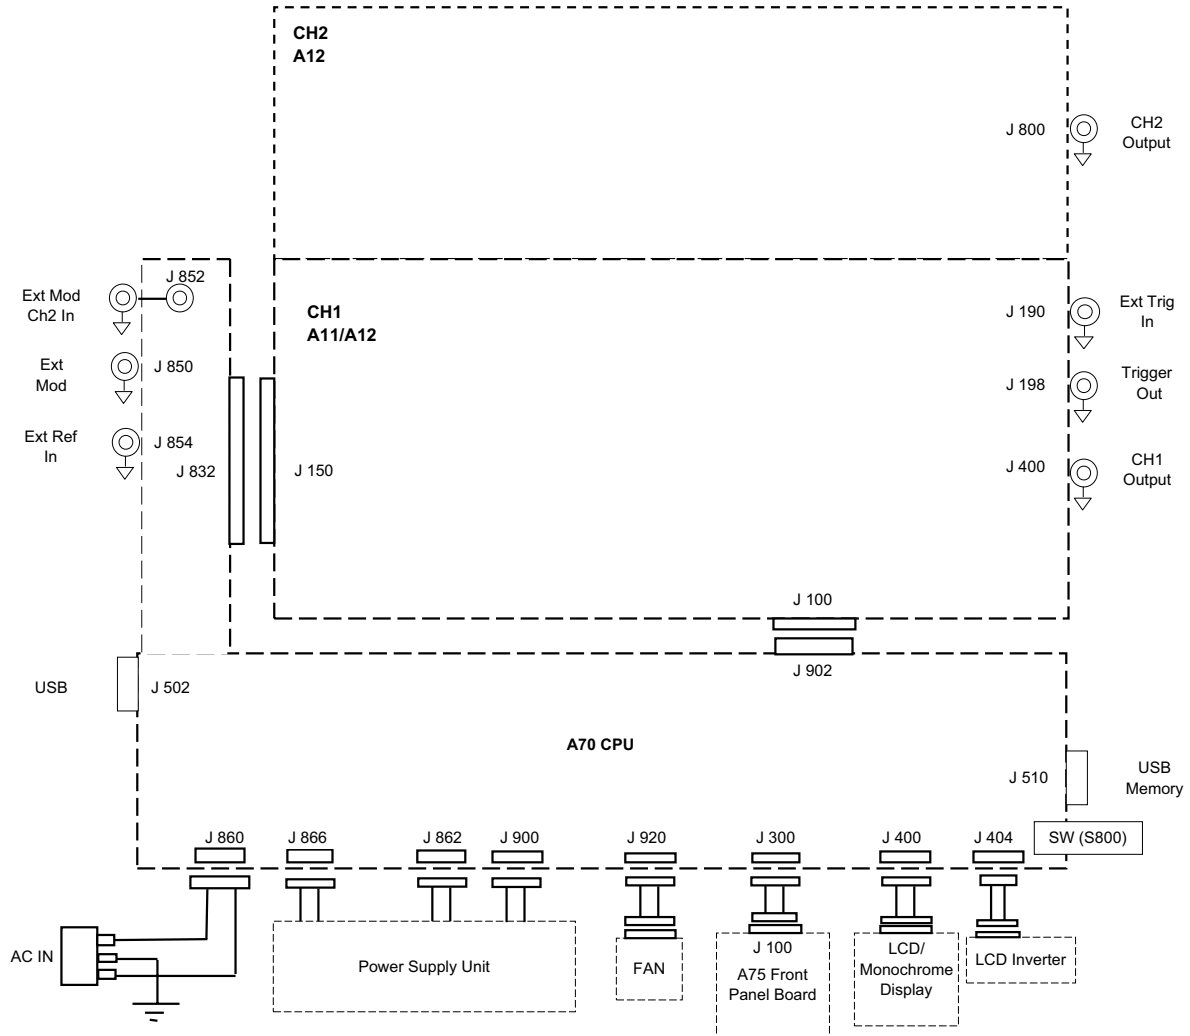 CH2
A12
J 800
CH2
Output
J 852
Ext Mod
Ch2 In
CH1
A11/A12
J 190
Ext Trig
In
Ext
Mod
J 850
J 198
Trigger
Out
Ext Ref
In
J 854
J 832
J 150
J 400
CH1
Output
J 100
J 902
USB
J 502
A70 CPU
J 510
USB
Memory
J 860
J 866
J 862
J 900
J 920
J 300
J 400
J 404
SW (S800)
AC IN
Power Supply Unit
FAN
J 100
A75 Front
Panel Board
LCD/
Monochrome
Display
LCD Inverter